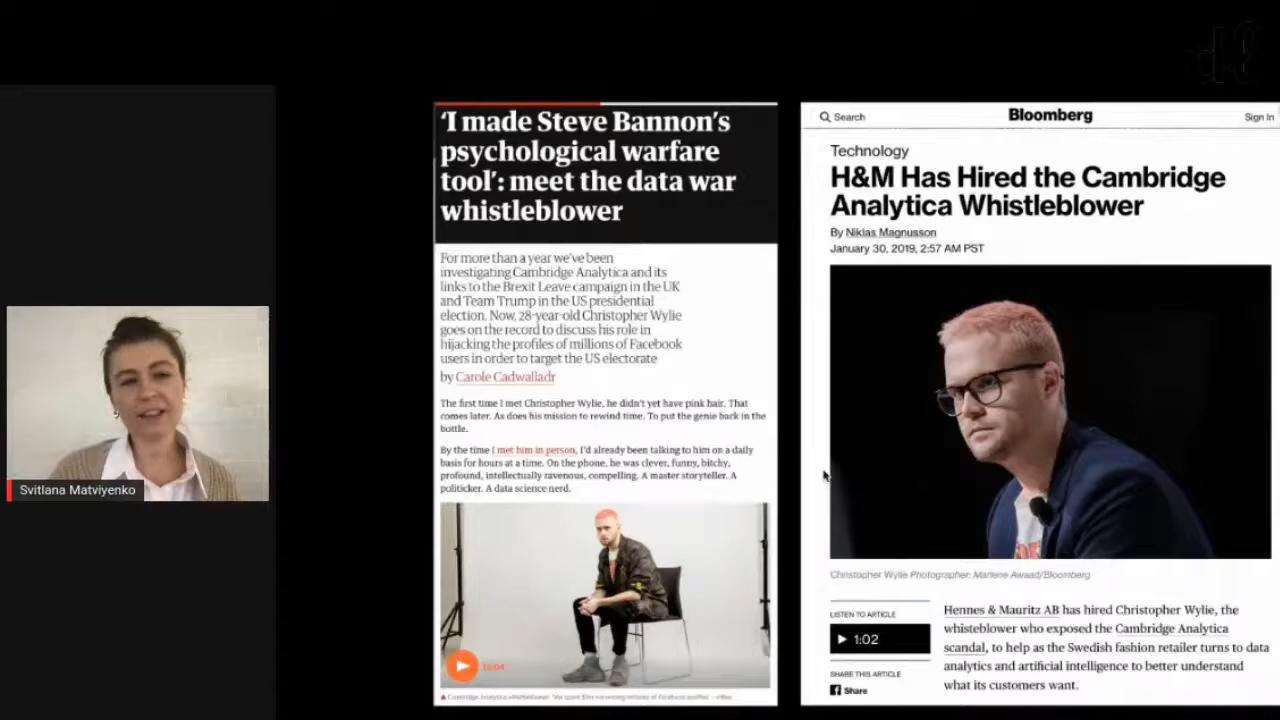 Svitlana Matviyenko
‘I made Steve Bannon’s
psychological warfare
tool’: meet the data war
whistleblower
For more than a year we’ve been
investigating Cambridge Analytica and its
links to the Brexit Leave campaign in the UK
and Team Trump in the US presidential
election. Now, 28-year-old Christopher Wylie
goes on the record to discuss his role in
hijacking the profiles of millions of Facebook
users in order to target the US electorate
by Carole Cadwalladr
The first time I met Christopher Wylie, he didn’t yet have pink hair. That
comes later. As does his mission to rewind time. To put the genie back in the
bottle.
By the time I met him in person, I’d already been talking to him on a daily
basis for hours at a time. On the phone, he was clever, funny, bitchy,
profound, intellectually ravenous, compelling. A master storyteller. A
politicker. A data science nerd.
Search
Bloomberg
Sign In
Technology
H&M Has Hired the Cambridge
Analytica Whistleblower
By Niklas Magnusson
January 30, 2019, 2:57 AM PST
Christopher Wylie Photographer: Marlene Awaad/Bloomberg
LISTEN TO ARTICLE
1:02
SHARE THIS ARTICLE
Share
Hennes & Mauritz AB has hired Christopher Wylie, the
whisteblower who exposed the Cambridge Analytica
scandal, to help as the Swedish fashion retailer turns to data
analytics and artificial intelligence to better understand
what its customers want.